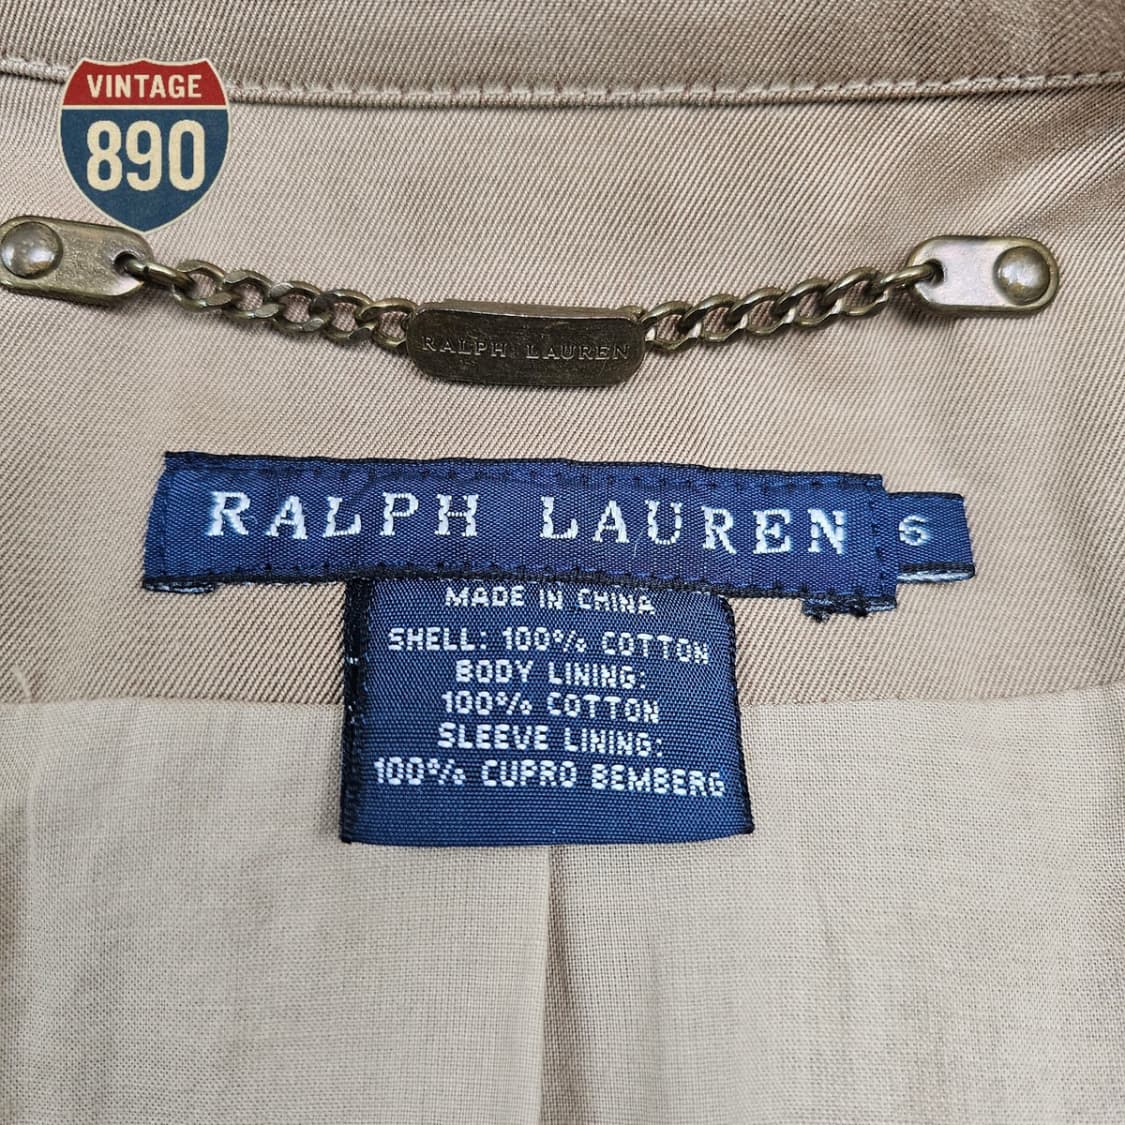 VINTAGE
890
RALPH LAUREN
RALPH LAUREN
6
MADE IN CHINA
SHELL: 100% COTTON
BODY LINING:
100% COTTON
SLEEVE LINING:
100% CUPRO BEMBERG